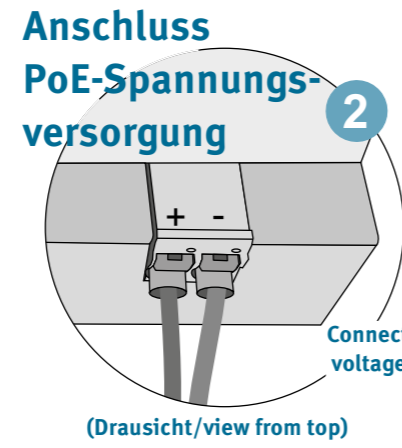 Anschluss
PoE-Spannungs-
versorgung
2
+ -
Connect
voltage
(Drausicht/view from top)